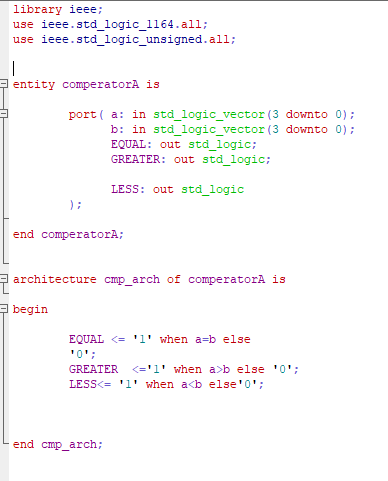 library ieee;
use ieee.std_logic_1164.all;
use ieee.std_logic_unsigned.all;
entity comperatorA is
port( a: in std_logic_vector(3 downto 0);
b: in std_logic_vector(3 downto 0);
EQUAL: out std_logic;
GREATER: out std_logic;
LESS: out std_logic
);
end comperatorA;
architecture cmp_arch of comperatorA is
begin
EQUAL <= '1' when a=b else
'0';
GREATER <='1' when a>b else '0';
LESS<= '1' when a<b else'0';
end cmp_arch;